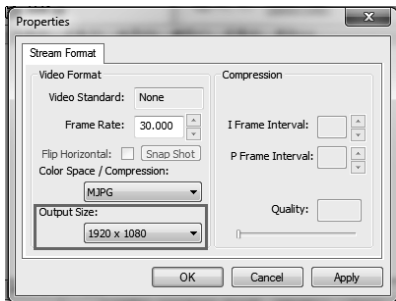 Properties
x
Stream Format
Video Format
Video Standard: None
Frame Rate: 30.000
Flip Horizontal: Snap Shot
Color Space / Compression:
MJPG
Output Size:
1920 x 1080
Compression
I Frame Interval:
P Frame Interval:
Quality:
OK Cancel Apply